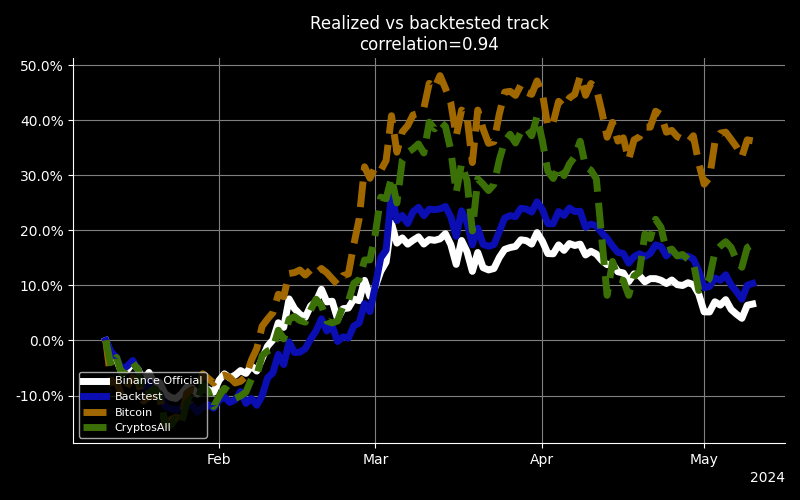 Realized vs backtested track
correlation=0.94
50.0%
40.0%
30.0%
20.0%
10.0%
0.0%
-10.0%
Binance Official
Backtest
Bitcoin
CryptosAll
Feb
Mar
Apr
May
2024